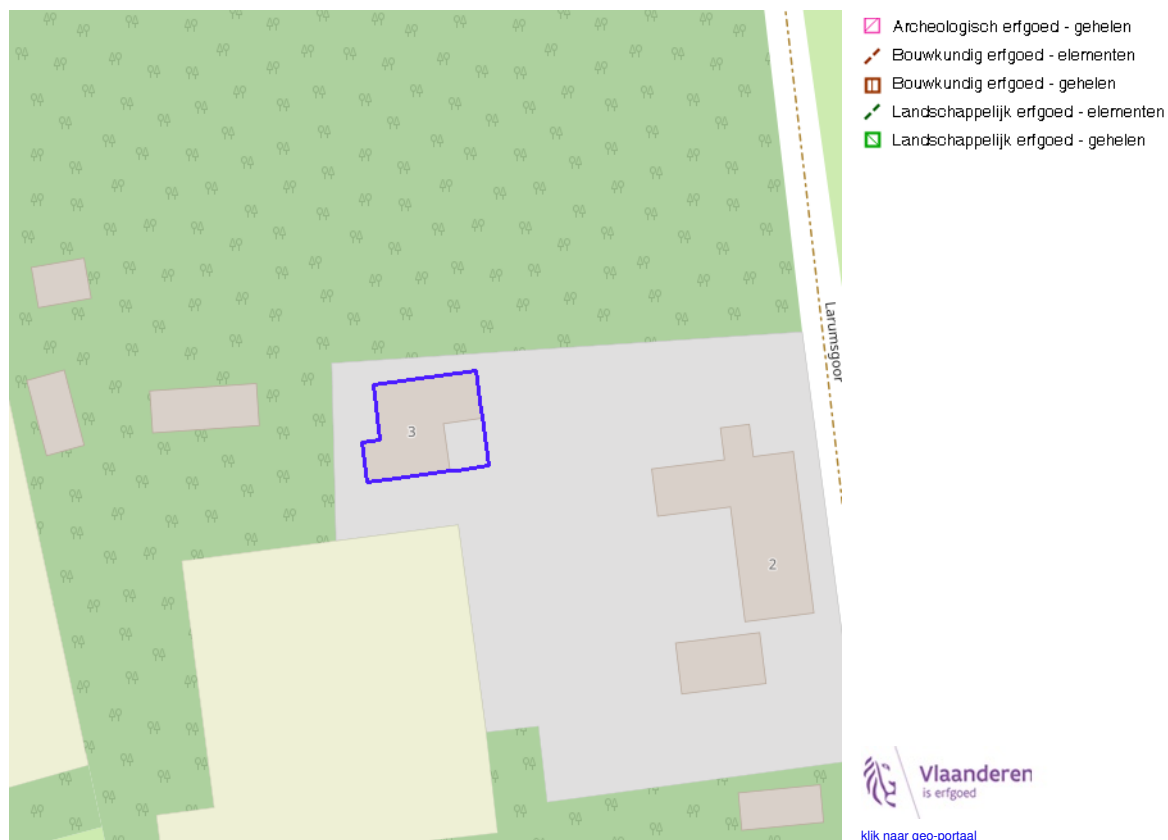 Archeologisch erfgoed - gehelen
Bouwkundig erfgoed - elementen
Bouwkundig erfgoed - gehelen
Landschappelijk erfgoed - elementen
Landschappelijk erfgoed - gehelen
Larumsgoor
3
2
Vlaanderen
is erfgoed
klik naar geo-portaal